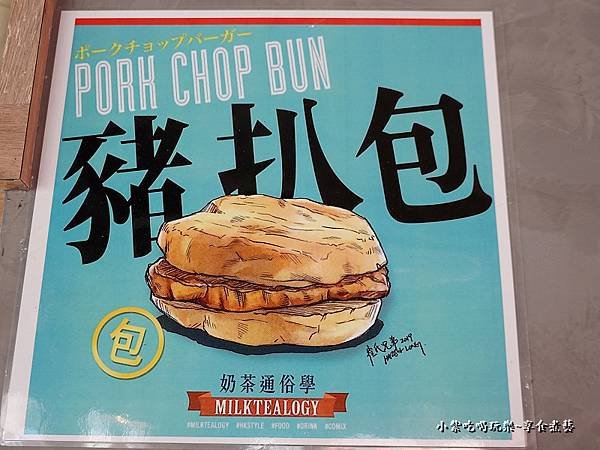 ポークチョップバーガー
PORK CHOP BUN
豬扒包
包
奶茶通俗學
MILKTEALOGY
#MILKTEALOGY #HKSTYLE #FOOD #DRINK #COMIX
小紫吃喝玩樂~享食煮藝